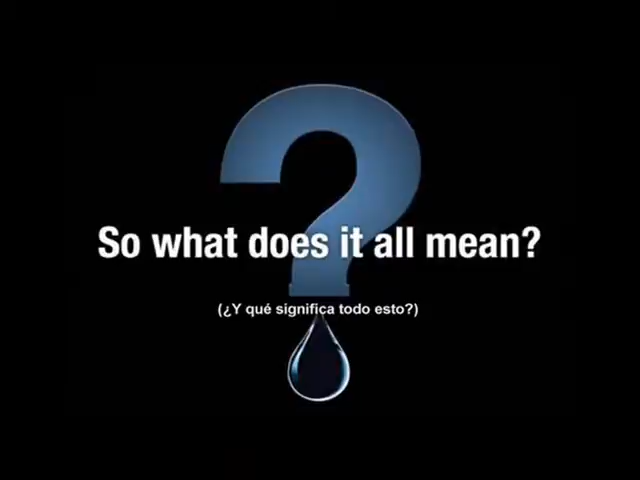 So what does it all mean?
(¿Y qué significa todo esto?)